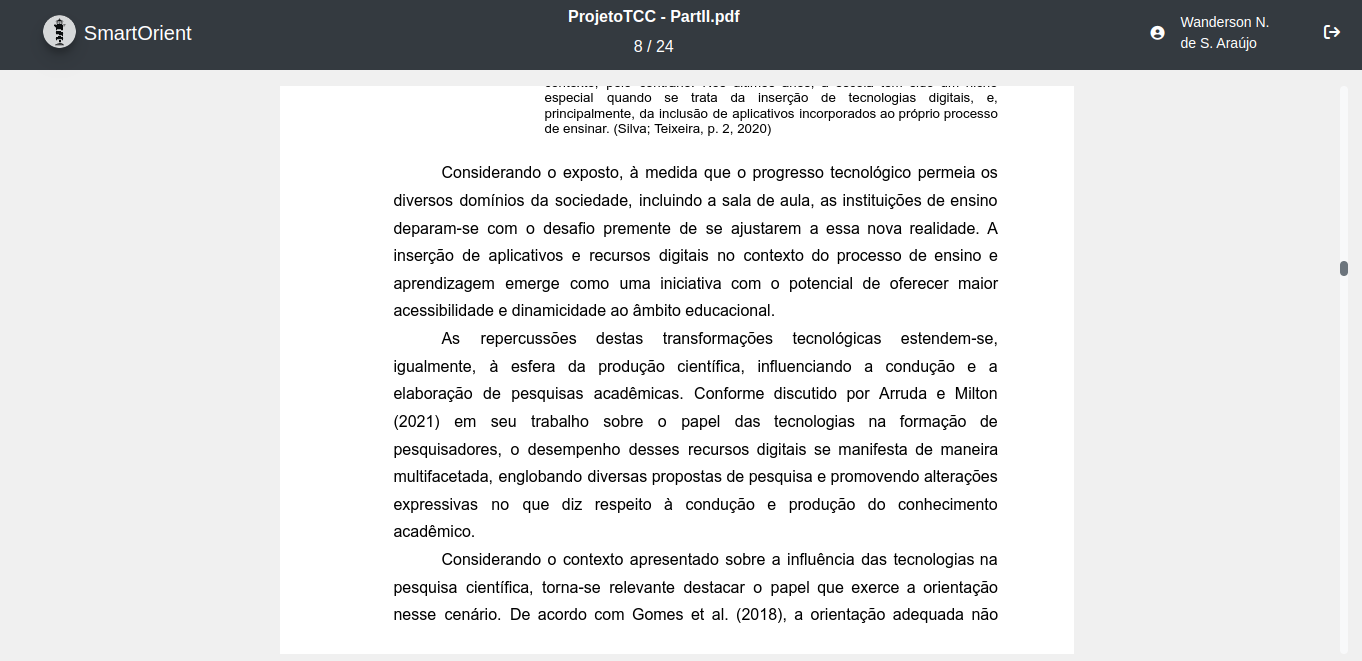 SmartOrient
ProjetoTCC - PartII.pdf
8 / 24
Wanderson N.
de S. Araújo
especial quando se trata da inserção de tecnologias digitais, e,
principalmente, da inclusão de aplicativos incorporados ao próprio processo
de ensinar. (Silva; Teixeira, p. 2, 2020)
Considerando o exposto, à medida que o progresso tecnológico permeia os
diversos domínios da sociedade, incluindo a sala de aula, as instituições de ensino
deparam-se com o desafio premente de se ajustarem a essa nova realidade. A
inserção de aplicativos e recursos digitais no contexto do processo de ensino e
aprendizagem emerge como uma iniciativa com o potencial de oferecer maior
acessibilidade e dinamicidade ao âmbito educacional.
As repercussões destas transformações tecnológicas estendem-se,
igualmente, à esfera da produção científica, influenciando a condução e a
elaboração de pesquisas acadêmicas. Conforme discutido por Arruda e Milton
(2021) em seu trabalho sobre o papel das tecnologias na formação de
pesquisadores, o desempenho desses recursos digitais se manifesta de maneira
multifacetada, englobando diversas propostas de pesquisa e promovendo alterações
expressivas no que diz respeito à condução e produção do conhecimento
acadêmico.
Considerando o contexto apresentado sobre a influência das tecnologias na
pesquisa científica, torna-se relevante destacar o papel que exerce a orientação
nesse cenário. De acordo com Gomes et al. (2018), a orientação adequada não